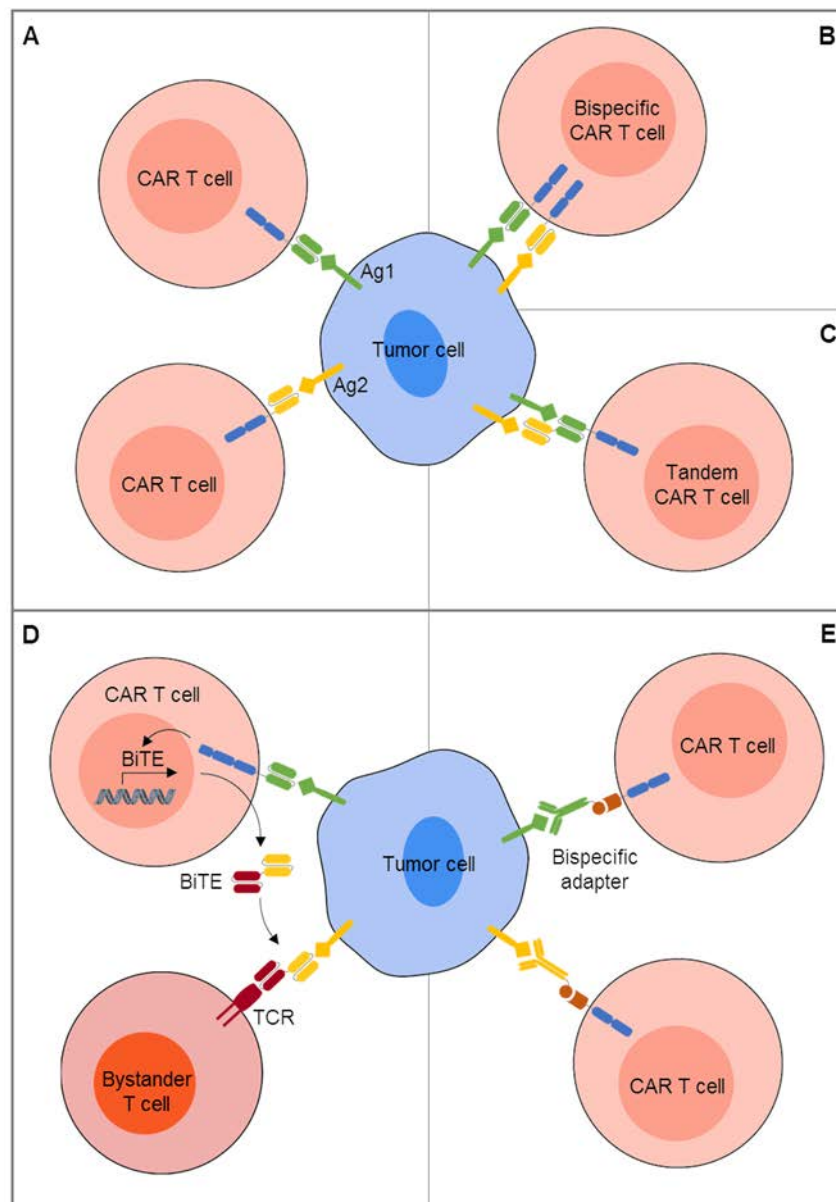 A
B
CAR T cell
Bispecific
CAR T cell
Ag1
Tumor cell
Ag2
CAR T cell
C
Tandem
CAR T cell
D
E
CAR T cell
BiTE
BiTE
TCR
Bystander
T cell
Tumor cell
CAR T cell
Bispecific
adapter
CAR T cell